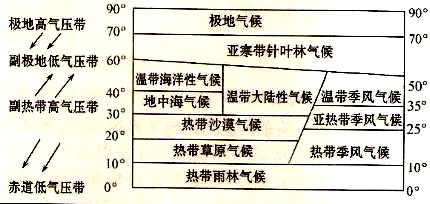 90° 极地气候 90°
极地高气压带 80°
70° 70°
亚寒带针叶林气候
副极地低气压带 60°
50° 温带海洋性气候 温带大陆性气候 温带季风气候 50°
40° 地中海气候 35°
副热带高气压带 30° 亚热带季风气候 25°
热带沙漠气候
20° 热带草原气候 热带季风气候
10° 10°
热带雨林气候
赤道低气压带 0° 0°